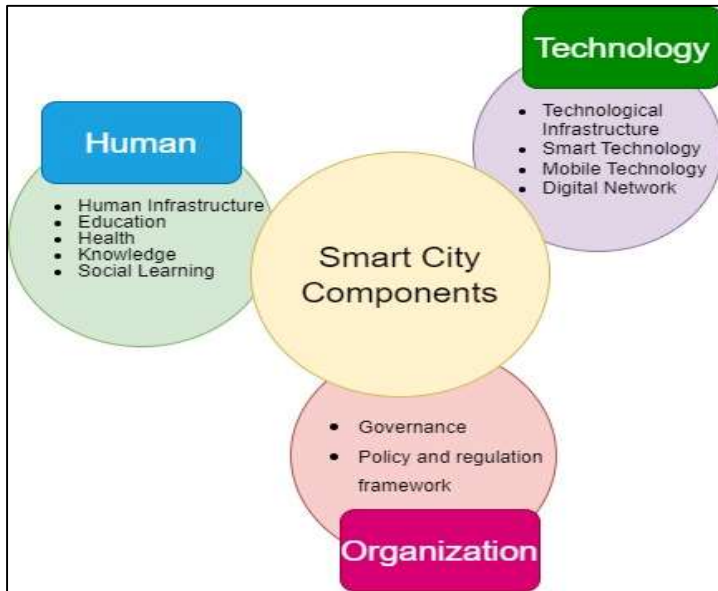 Technology
• Technological
Infrastructure
• Smart Technology
• Mobile Technology
• Digital Network
Human
• Human Infrastructure
• Education
• Health
• Knowledge
• Social Learning
Smart City
Components
• Governance
• Policy and regulation
framework
Organization